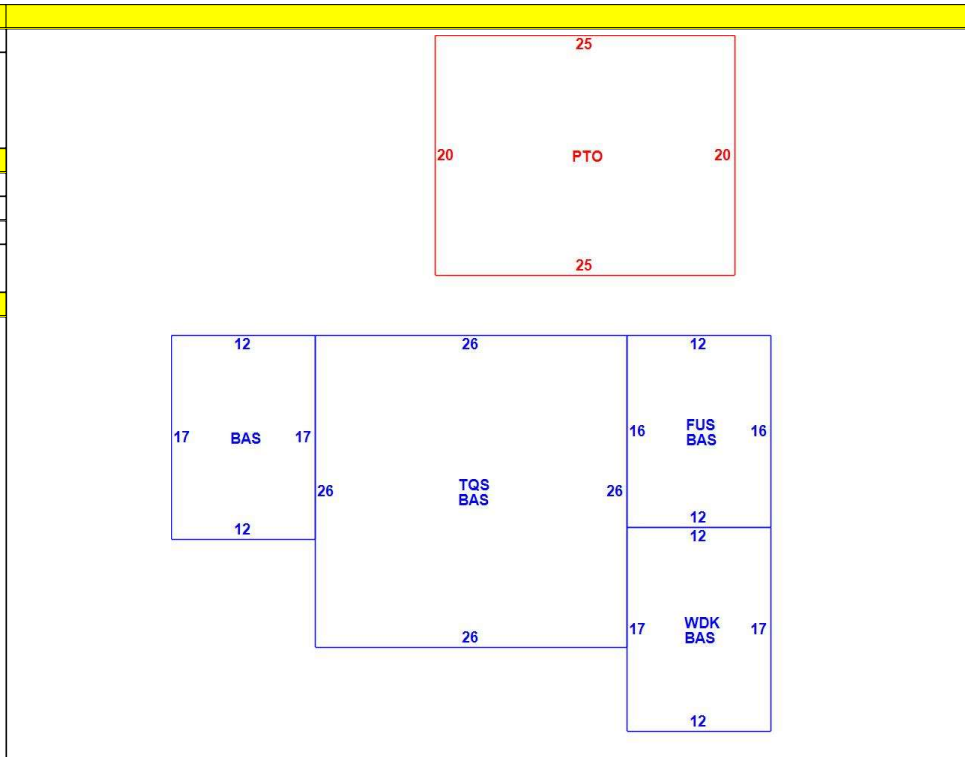 25
20 PTO 20
25
12 26 12
17 BAS 17
16 FUS 16
BAS
26 TQS 26
BAS
12
12
12
17 WDK 17
BAS
26
12